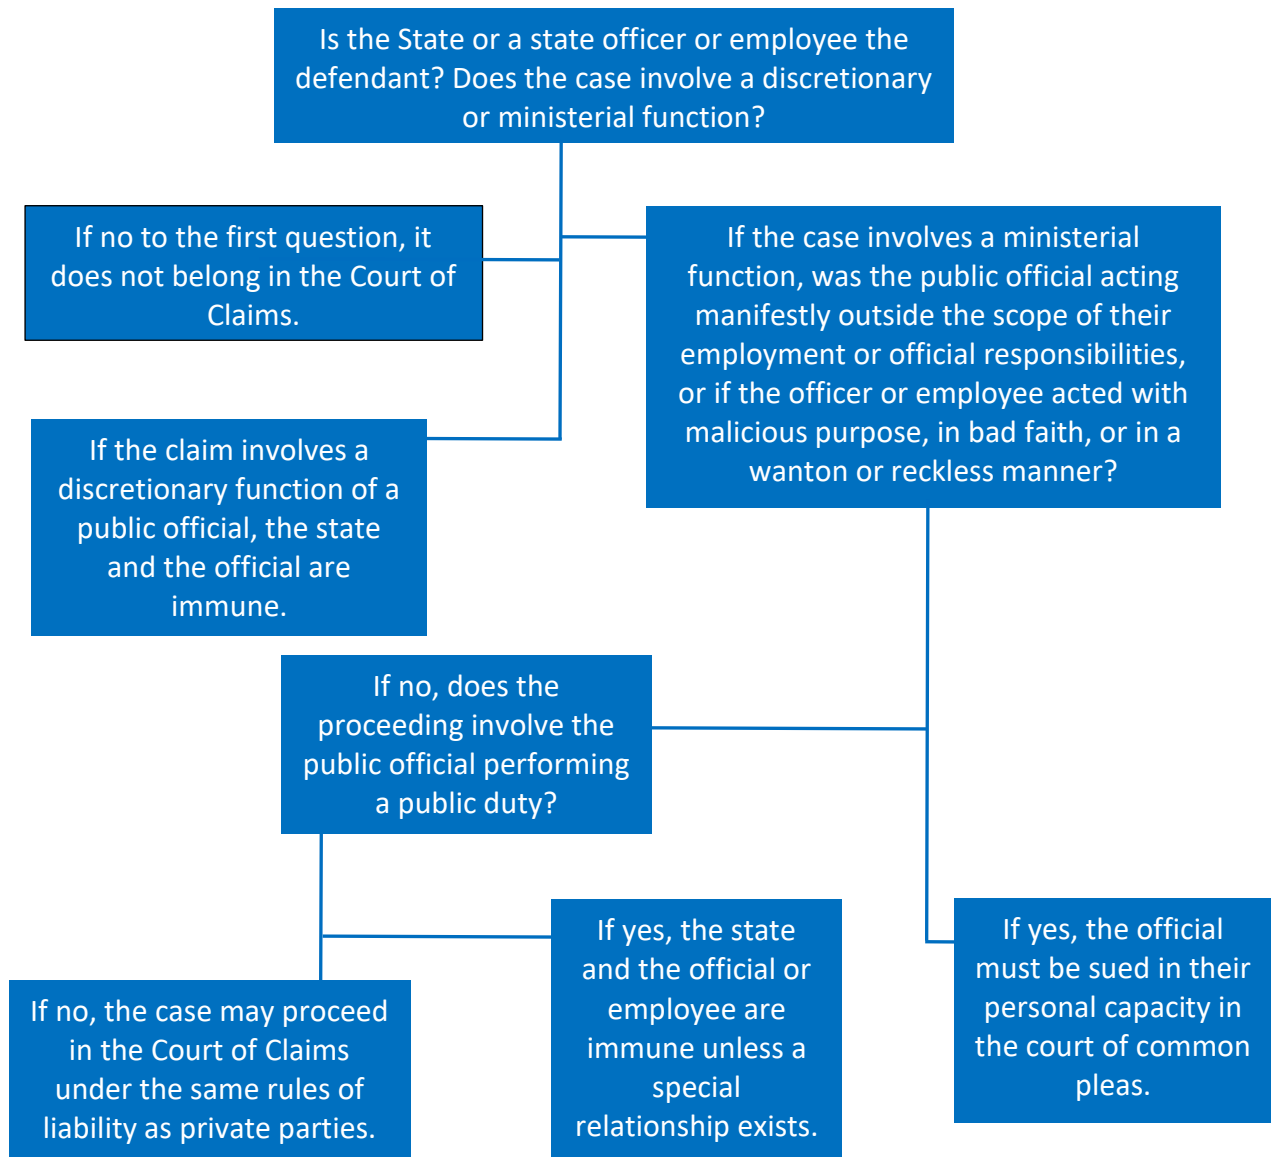 Is the State or a state officer or employee the
defendant? Does the case involve a discretionary
or ministerial function?
If no to the first question, it
does not belong in the Court of
Claims.
If the case involves a ministerial
function, was the public official acting
manifestly outside the scope of their
employment or official responsibilities,
or if the officer or employee acted with
malicious purpose, in bad faith, or in a
wanton or reckless manner?
If the claim involves a
discretionary function of a
public official, the state
and the official are
immune.
If no, does the
proceeding involve the
public official performing
a public duty?
If no, the case may proceed
in the Court of Claims
under the same rules of
liability as private parties.
If yes, the state
and the official or
employee are
immune unless a
special
relationship exists.
If yes, the official
must be sued in their
personal capacity in
the court of common
pleas.